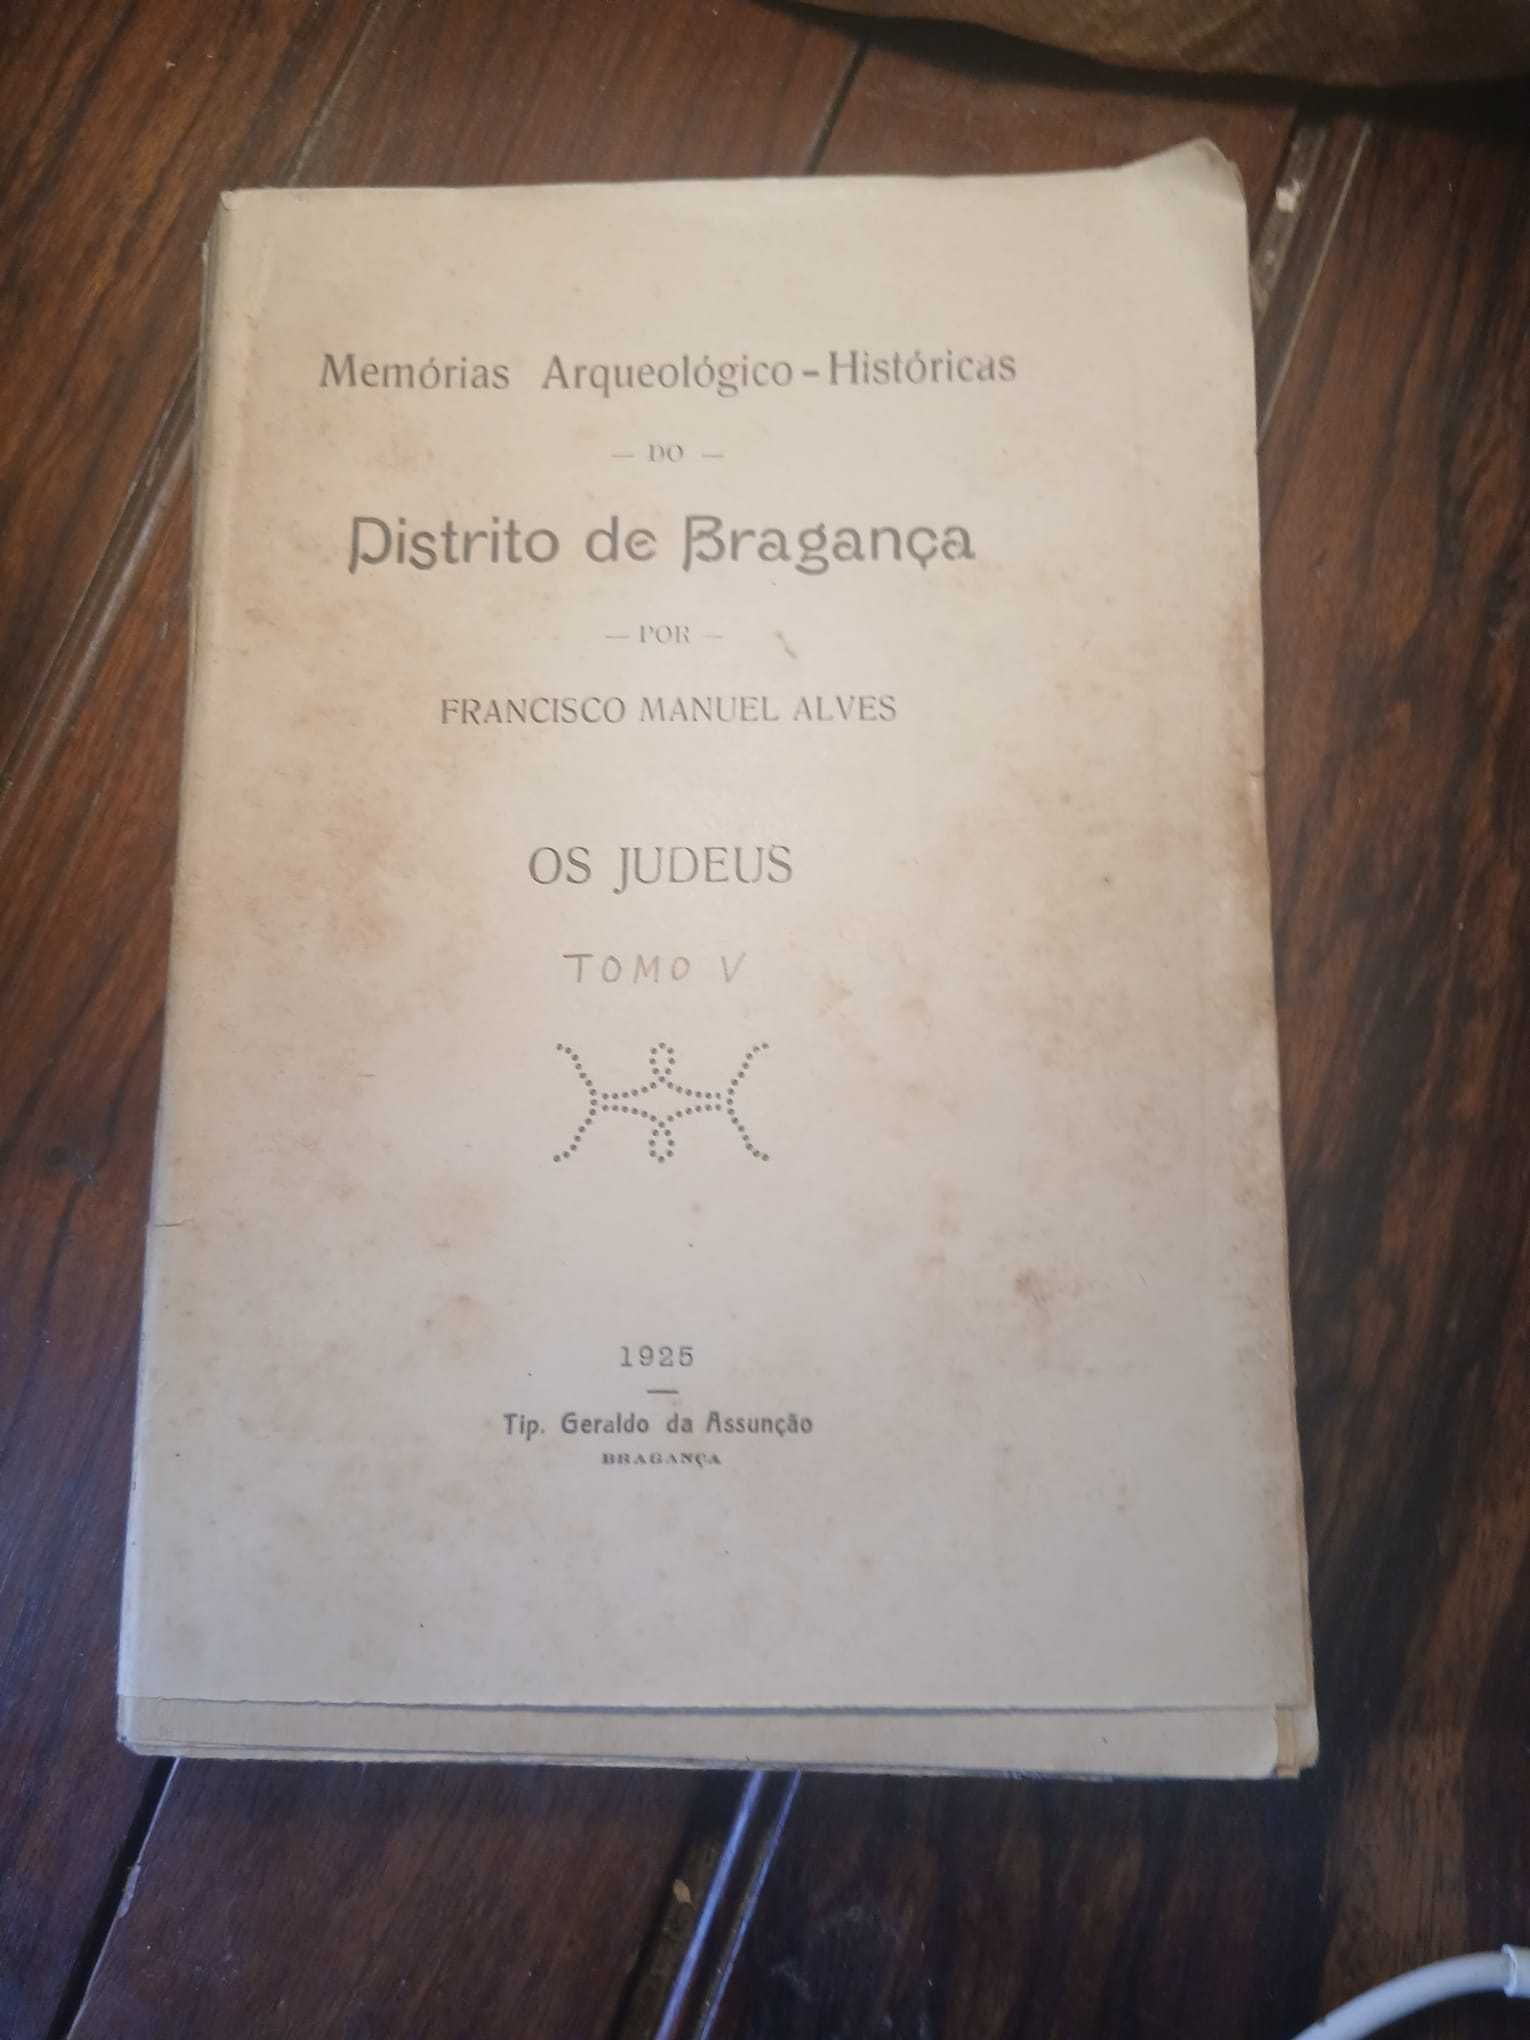 Memórias Arqueológico-Históricas
— DO —
Distrito de Bragança
— POR —
FRANCISCO MANUEL ALVES
OS JUDEUS
TOMO V
1925
Tip. Geraldo da Assunção
BRAGANÇA